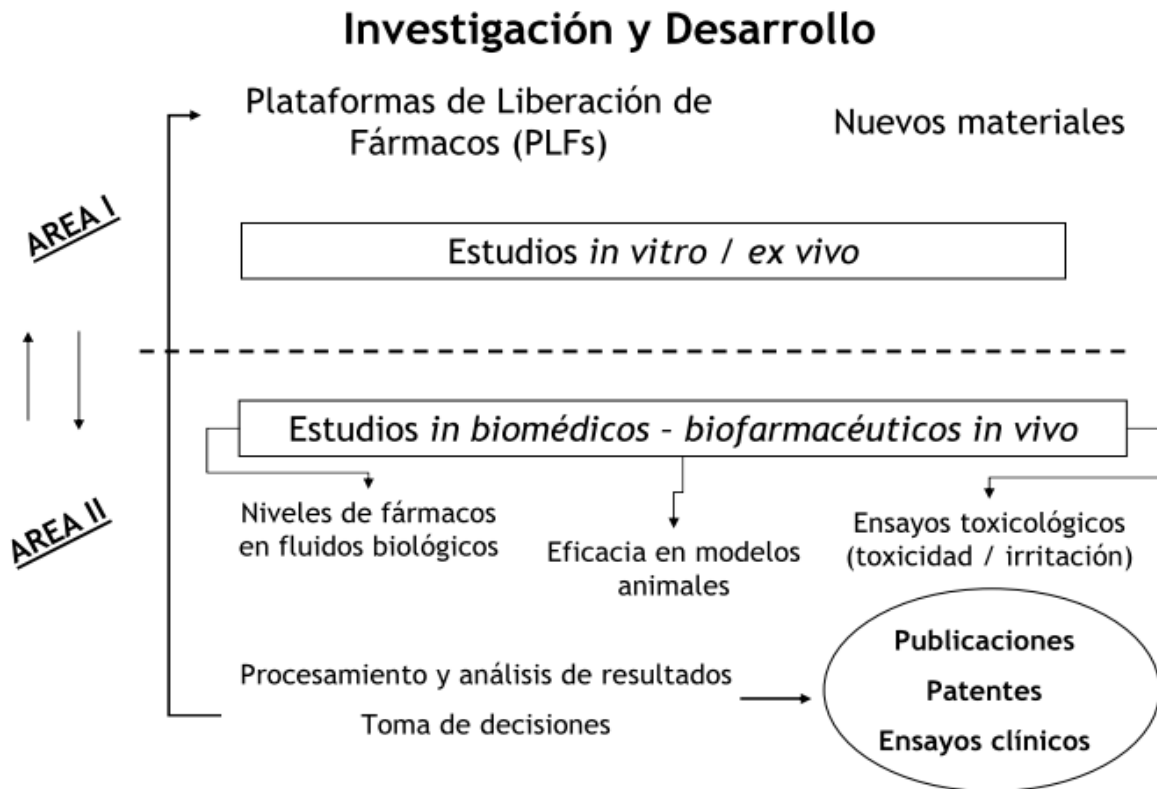 Investigación y Desarrollo
Plataformas de Liberación de
Fármacos (PLFs)
Nuevos materiales
AREA I
Estudios in vitro / ex vivo
Estudios in biomédicos – biofarmacéuticos in vivo
AREA II
Niveles de fármacos
en fluidos biológicos
Eficacia en modelos
animales
Ensayos toxicológicos
(toxicidad / irritación)
Procesamiento y análisis de resultados
Toma de decisiones
Publicaciones
Patentes
Ensayos clínicos